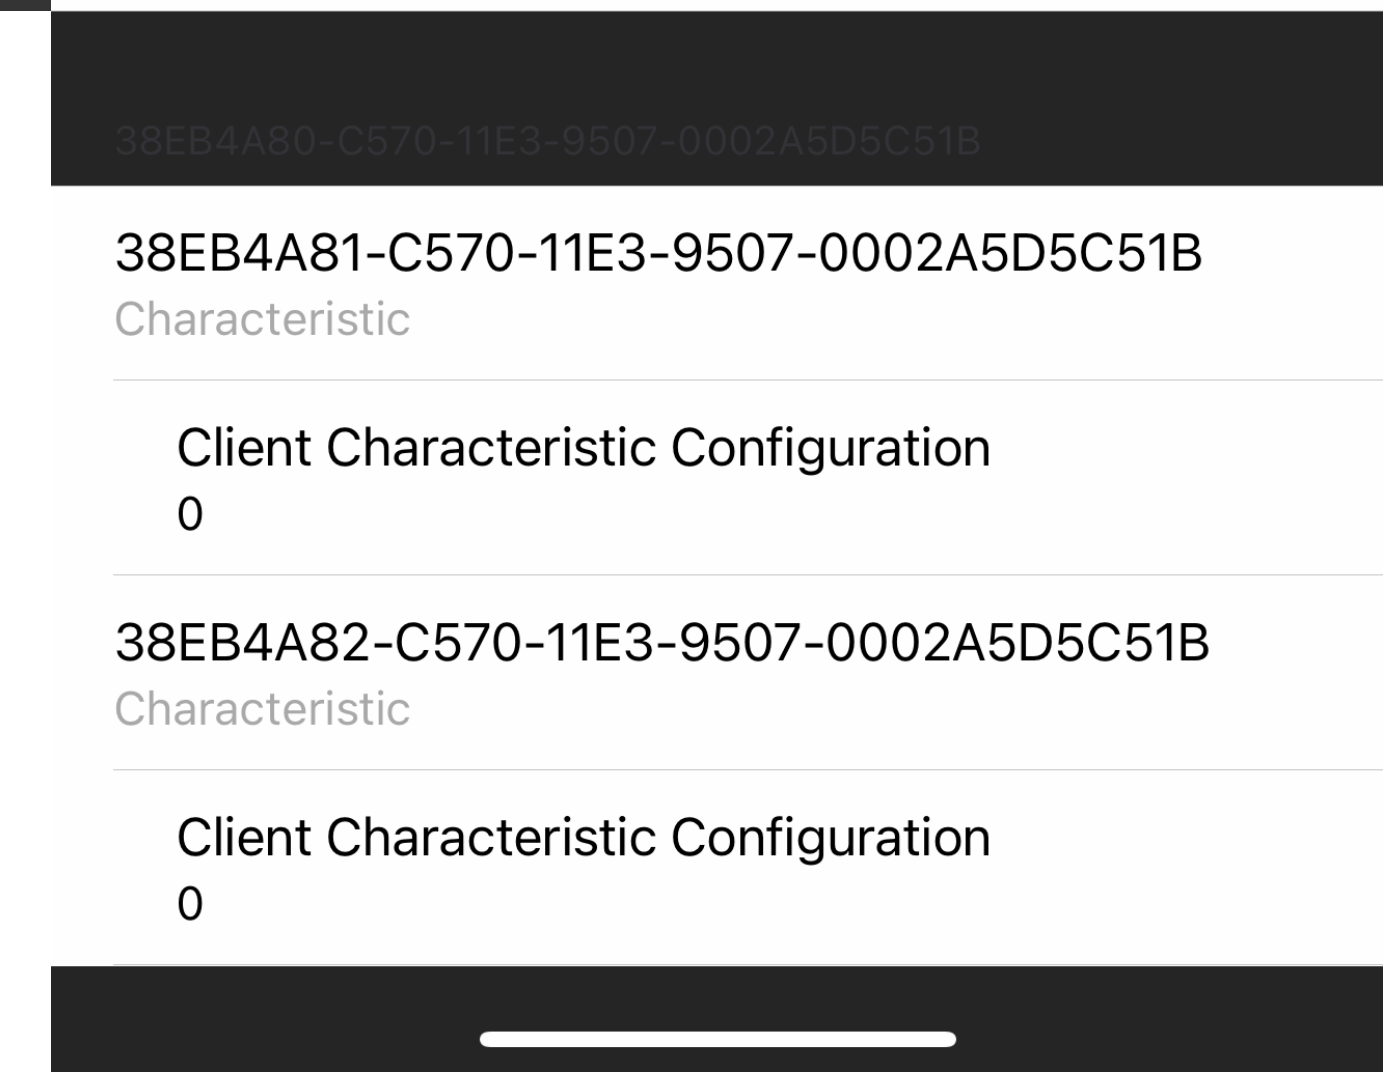 38EB4A80-C570-11E3-9507-0002A5D5C51B
38EB4A81-C570-11E3-9507-0002A5D5C51B
Characteristic
Client Characteristic Configuration
0
38EB4A82-C570-11E3-9507-0002A5D5C51B
Characteristic
Client Characteristic Configuration
0